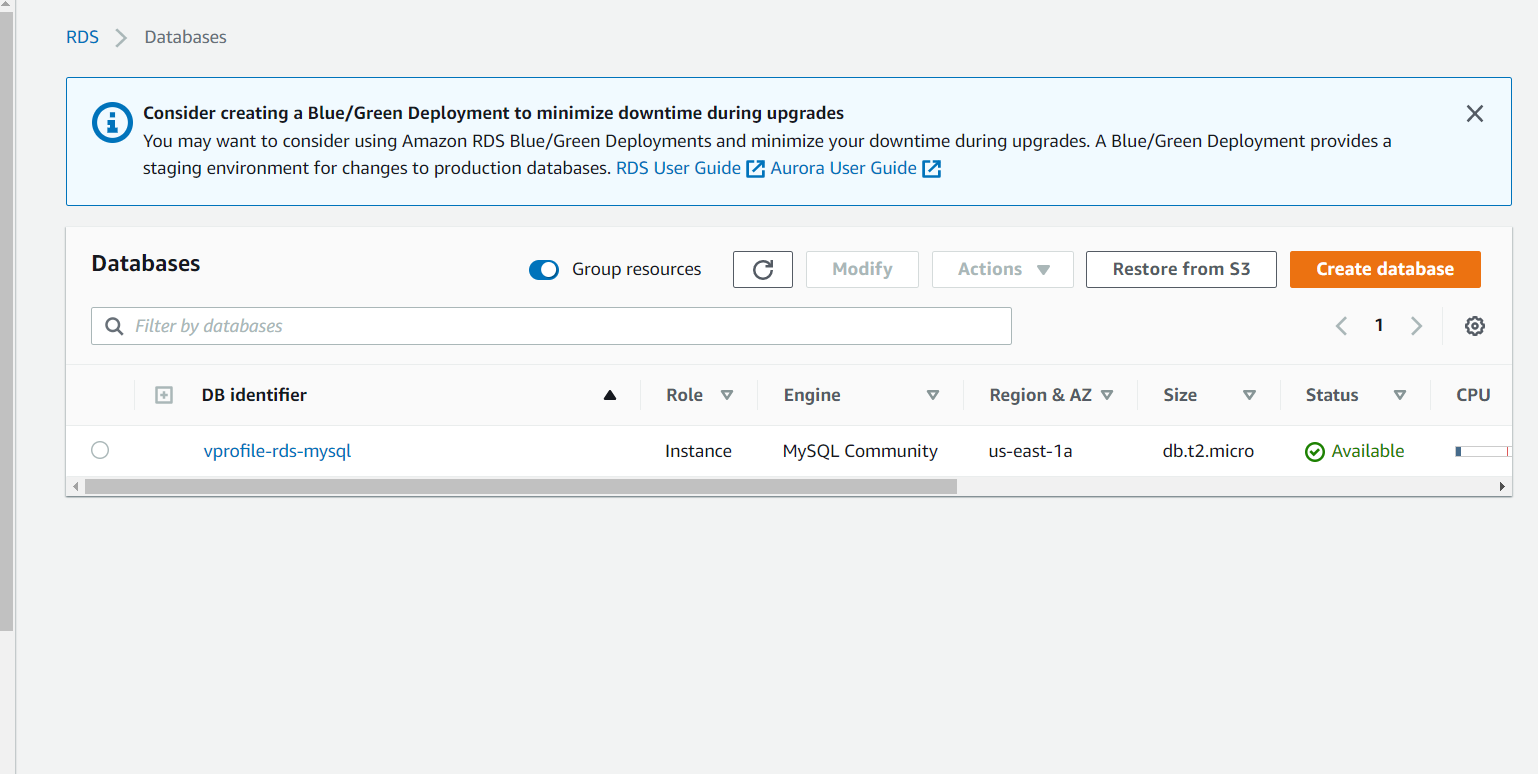 RDS > Databases
Consider creating a Blue/Green Deployment to minimize downtime during upgrades
You may want to consider using Amazon RDS Blue/Green Deployments and minimize your downtime during upgrades. A Blue/Green Deployment provides a
staging environment for changes to production databases. RDS User Guide Aurora User Guide
Databases Group resources Modify Actions Restore from S3 Create database
Filter by databases 1
DB identifier Role Engine Region & AZ Size Status CPU
vprofile-rds-mysql Instance MySQL Community us-east-1a db.t2.micro Available